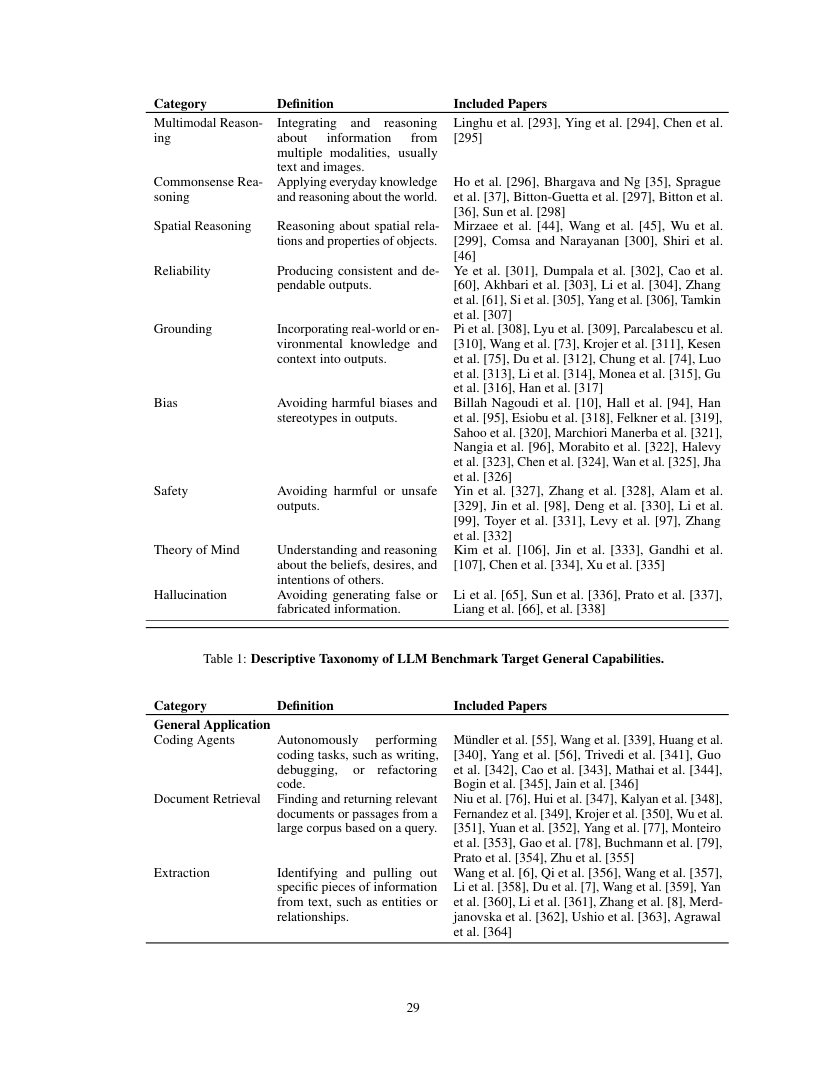 Category Definition Included Papers
Multimodal Reason- Integrating and reasoning Linghu et al. [293], Ying et al. [294], Chen et al.
ing about information from [295]
multiple modalities, usually
text and images.
Commonsense Rea- Applying everyday knowledge Ho et al. [296], Bhargava and Ng [35], Sprague
soning and reasoning about the world. et al. [37], Bitton-Guetta et al. [297], Bitton et al.
[36], Sun et al. [298]
Spatial Reasoning Reasoning about spatial rela- Mirzaee et al. [44], Wang et al. [45], Wu et al.
tions and properties of objects. [299], Comsa and Narayanan [300], Shiri et al.
[46]
Reliability Producing consistent and de- Ye et al. [301], Dumpala et al. [302], Cao et al.
pendable outputs. [60], Akhbari et al. [303], Li et al. [304], Zhang
et al. [61], Si et al. [305], Yang et al. [306], Tamkin
et al. [307]
Grounding Incorporating real-world or en- Pi et al. [308], Lyu et al. [309], Parcalabescu et al.
vironmental knowledge and [310], Wang et al. [73], Krojer et al. [311], Kesen
context into outputs. et al. [75], Du et al. [312], Chung et al. [74], Luo
et al. [313], Li et al. [314], Monea et al. [315], Gu
et al. [316], Han et al. [317]
Bias Avoiding harmful biases and Billah Nagoudi et al. [10], Hall et al. [94], Han
stereotypes in outputs. et al. [95], Esiobu et al. [318], Felkner et al. [319],
Sahoo et al. [320], Marchiori Manerba et al. [321],
Nangia et al. [96], Morabito et al. [322], Halevy
et al. [323], Chen et al. [324], Wan et al. [325], Jha
et al. [326]
Safety Avoiding harmful or unsafe Yin et al. [327], Zhang et al. [328], Alam et al.
outputs. [329], Jin et al. [98], Deng et al. [330], Li et al.
[99], Toyer et al. [331], Levy et al. [97], Zhang
et al. [332]
Theory of Mind Understanding and reasoning Kim et al. [106], Jin et al. [333], Gandhi et al.
about the beliefs, desires, and [107], Chen et al. [334], Xu et al. [335]
intentions of others.
Hallucination Avoiding generating false or Li et al. [65], Sun et al. [336], Prato et al. [337],
fabricated information. Liang et al. [66], et al. [338]
Table 1: Descriptive Taxonomy of LLM Benchmark Target General Capabilities.
Category Definition Included Papers
General Application
Coding Agents Autonomously performing Mündler et al. [55], Wang et al. [339], Huang et al.
coding tasks, such as writing, [340], Yang et al. [56], Trivedi et al. [341], Guo
debugging, or refactoring et al. [342], Cao et al. [343], Mathai et al. [344],
code. Bogin et al. [345], Jain et al. [346]
Document Retrieval Finding and returning relevant Niu et al. [76], Hui et al. [347], Kalyan et al. [348],
documents or passages from a Fernandez et al. [349], Krojer et al. [350], Wu et al.
large corpus based on a query. [351], Yuan et al. [352], Yang et al. [77], Monteiro
et al. [353], Gao et al. [78], Buchmann et al. [79],
Prato et al. [354], Zhu et al. [355]
Extraction Identifying and pulling out Wang et al. [6], Qi et al. [356], Wang et al. [357],
specific pieces of information Li et al. [358], Du et al. [7], Wang et al. [359], Yan
from text, such as entities or et al. [360], Li et al. [361], Zhang et al. [8], Merd-
relationships. janovska et al. [362], Ushio et al. [363], Agrawal
et al. [364]
29